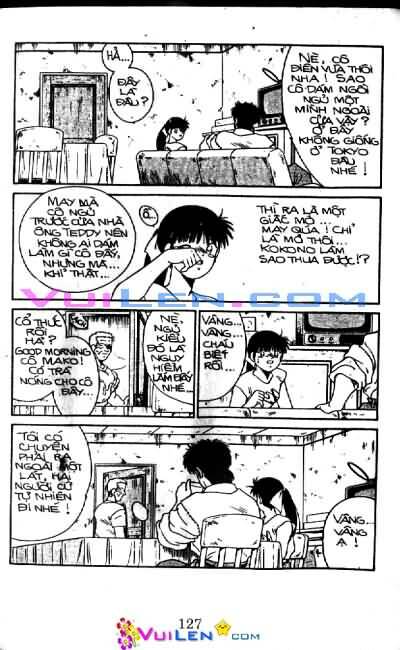 HẢ...
ĐÂY
LÀ
ĐÂU?
NÈ, CÔ
ĐIÊN VỪA THÔI
NHA! SAO
CÔ DÁM NGỒI
NGỦ MỘT
MÌNH NGOÀI
CỬA VẬY?
Ở ĐÂY
KHÔNG GIỐNG
Ở TOKYO
ĐÂU
NHÉ!
MAY MÀ
CÔ NGỦ
TRƯỚC CỬA NHÀ
ÔNG TEDDY NÊN
KHÔNG AI DÁM
LÀM GÌ CÔ ĐẤY,
NHƯNG MÀ...
KHỈ THẬT...
Ồ...
THÌ RA LÀ MỘT
GIẤC MƠ...
MAY QUÁ! CHỈ
LÀ MƠ THÔI...
KOKONO LÀM
SAO THUA ĐƯỢC!?
VUILEN.COM
CÔ THỨC
RỒI
HẢ?
GOOD MORNING
CÔ MAKO!
CÓ TRÀ
NÓNG CHO CÔ
ĐÂY...
NÈ,
NGỦ
KIỂU
ĐÓ LÀ
NGUY
HIỂM
LẮM ĐẤY
NHÉ!
VÂNG...
VÂNG,
CHÁU
BIẾT
RỒI...
TÔI CÓ
CHUYỆN
PHẢI RA
NGOÀI MỘT
LÁT, HAI
NGƯỜI CỨ
TỰ NHIÊN
ĐI NHÉ!
VÂNG...
VÂNG
Ạ!
127
VUILEN
.COM